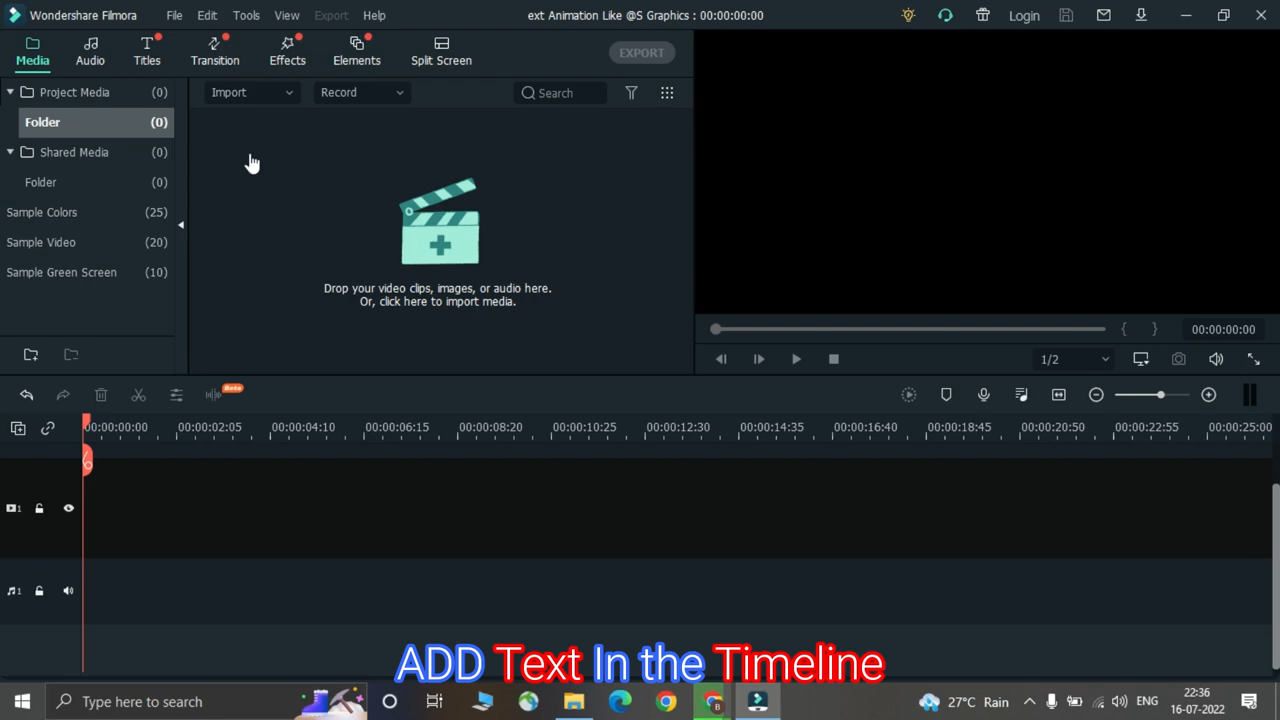 Wondershare Filmora File Edit Tools View Export Help ext Animation Like @S Graphics : 00:00:00:00 Login
Media Audio Titles Transition Effects Elements Split Screen EXPORT
Project Media (0)
Folder (0)
Shared Media (0)
Folder (0)
Sample Colors (25)
Sample Video (20)
Sample Green Screen (10)
Import Record Search
Drop your video clips, images, or audio here.
Or, click here to import media.
{ } 00:00:00:00
1/2
Beta
00:00:00:00 00:00:02:05 00:00:04:10 00:00:06:15 00:00:08:20 00:00:10:25 00:00:12:30 00:00:14:35 00:00:16:40 00:00:18:45 00:00:20:50 00:00:22:55 00:00:25:00
1
1
ADD Text In the Timeline
Type here to search B 27°C Rain ENG 22:36
16-07-2022